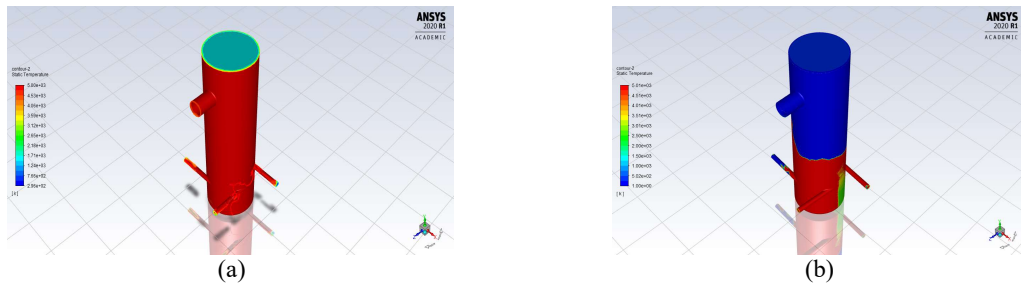 ANSYS
2020 R1
ACADEMIC
contour-2
Static Temperature
5.00e+03
4.53e+03
4.06e+03
3.59e+03
3.12e+03
2.65e+03
2.18e+03
1.71e+03
1.24e+03
7.65e+02
2.95e+02
[K]
(a)
ANSYS
2020 R1
ACADEMIC
contour-2
Static Temperature
5.01e+03
4.51e+03
4.01e+03
3.51e+03
3.01e+03
2.50e+03
2.00e+03
1.50e+03
1.00e+03
5.02e+02
1.00e+00
[K]
(b)